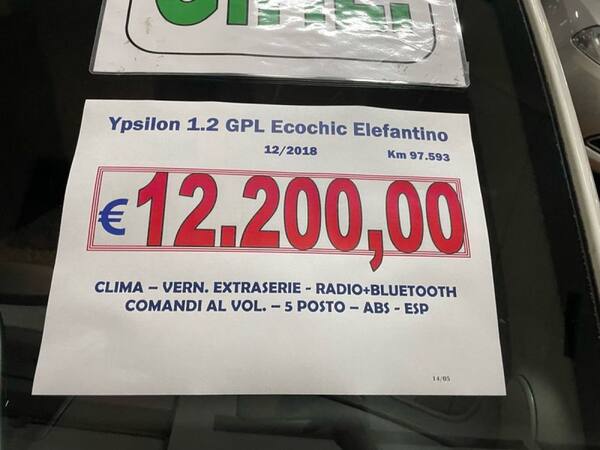 Ypsilon 1.2 GPL Ecochic Elefantino
12/2018 Km 97.593
€ 12.200,00
CLIMA – VERN. EXTRASERIE - RADIO+BLUETOOTH
COMANDI AL VOL. – 5 POSTO – ABS - ESP
14/05